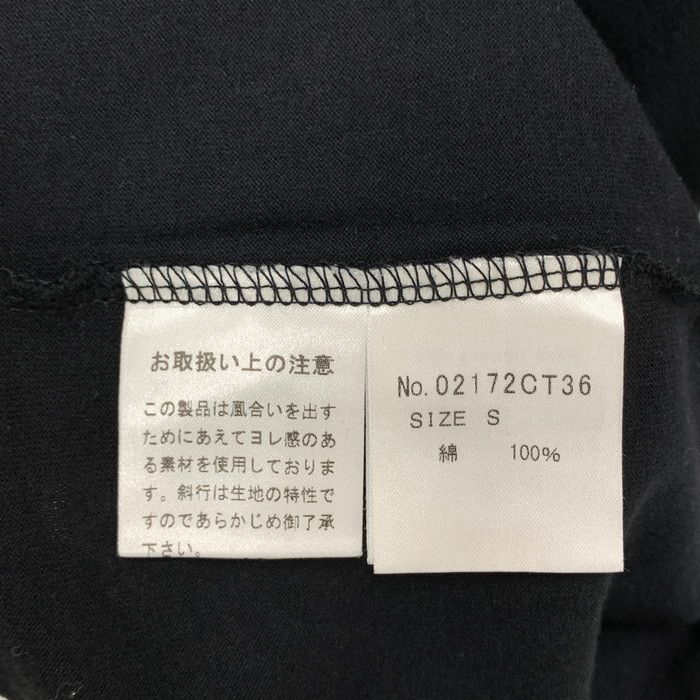 お取扱い上の注意
この製品は風合いを出す
ためにあえてヨレ感のあ
る素材を使用しておりま
す。斜行は生地の特性で
すのであらかじめ御了承
下さい。
No.02172CT36
SIZE S
綿 100%